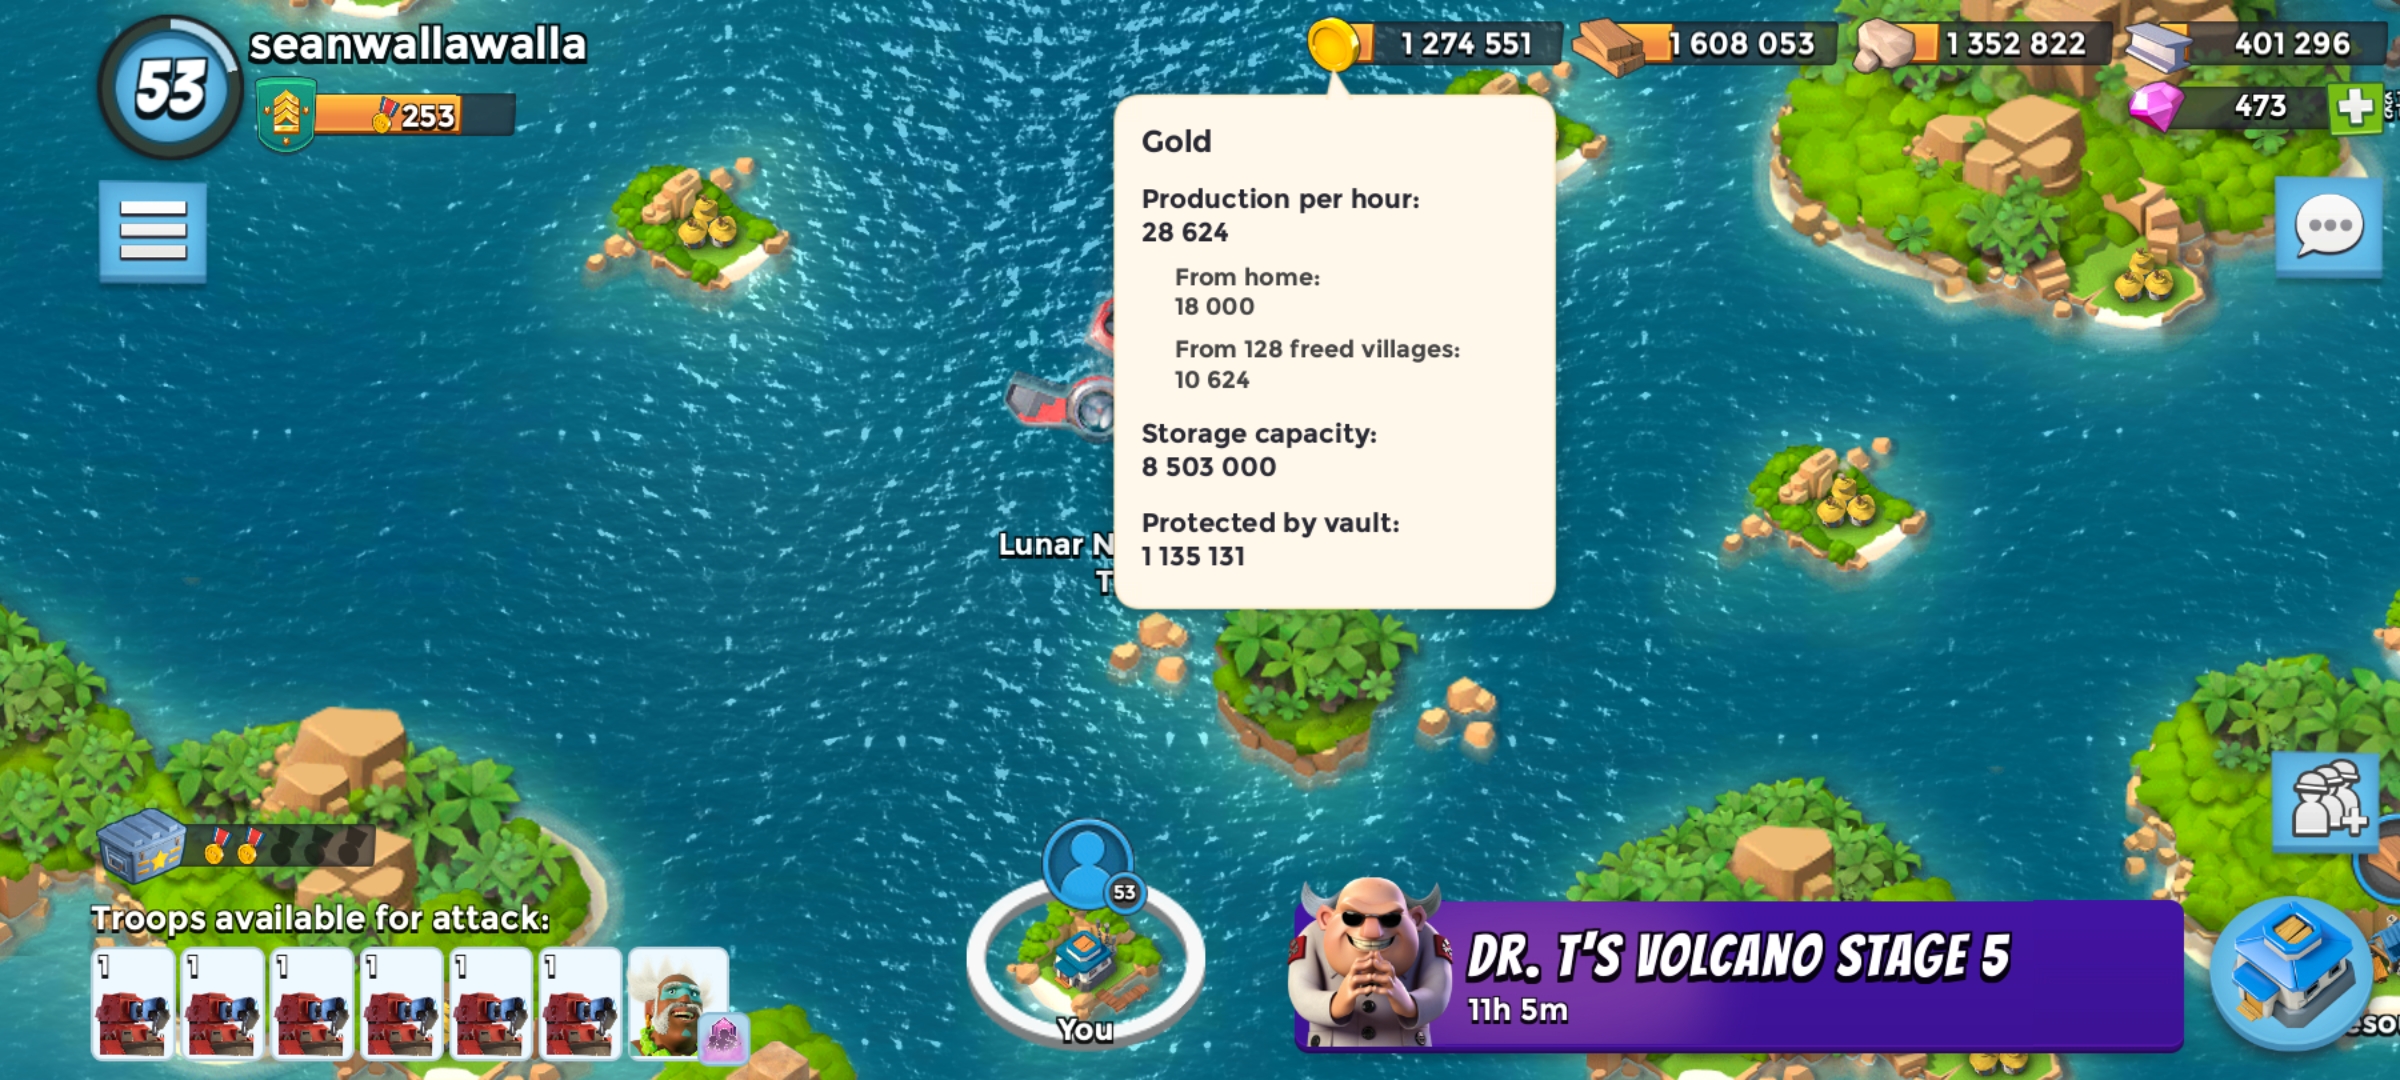 53
seanwallawalla
253
1 274 551
1 608 053
1 352 822
401 296
473
Gold
Production per hour:
28 624
From home:
18 000
From 128 freed villages:
10 624
Storage capacity:
8 503 000
Protected by vault:
1 135 131
Lunar
53
You
Troops available for attack:
1
1
1
1
1
1
DR. T'S VOLCANO STAGE 5
11h 5m